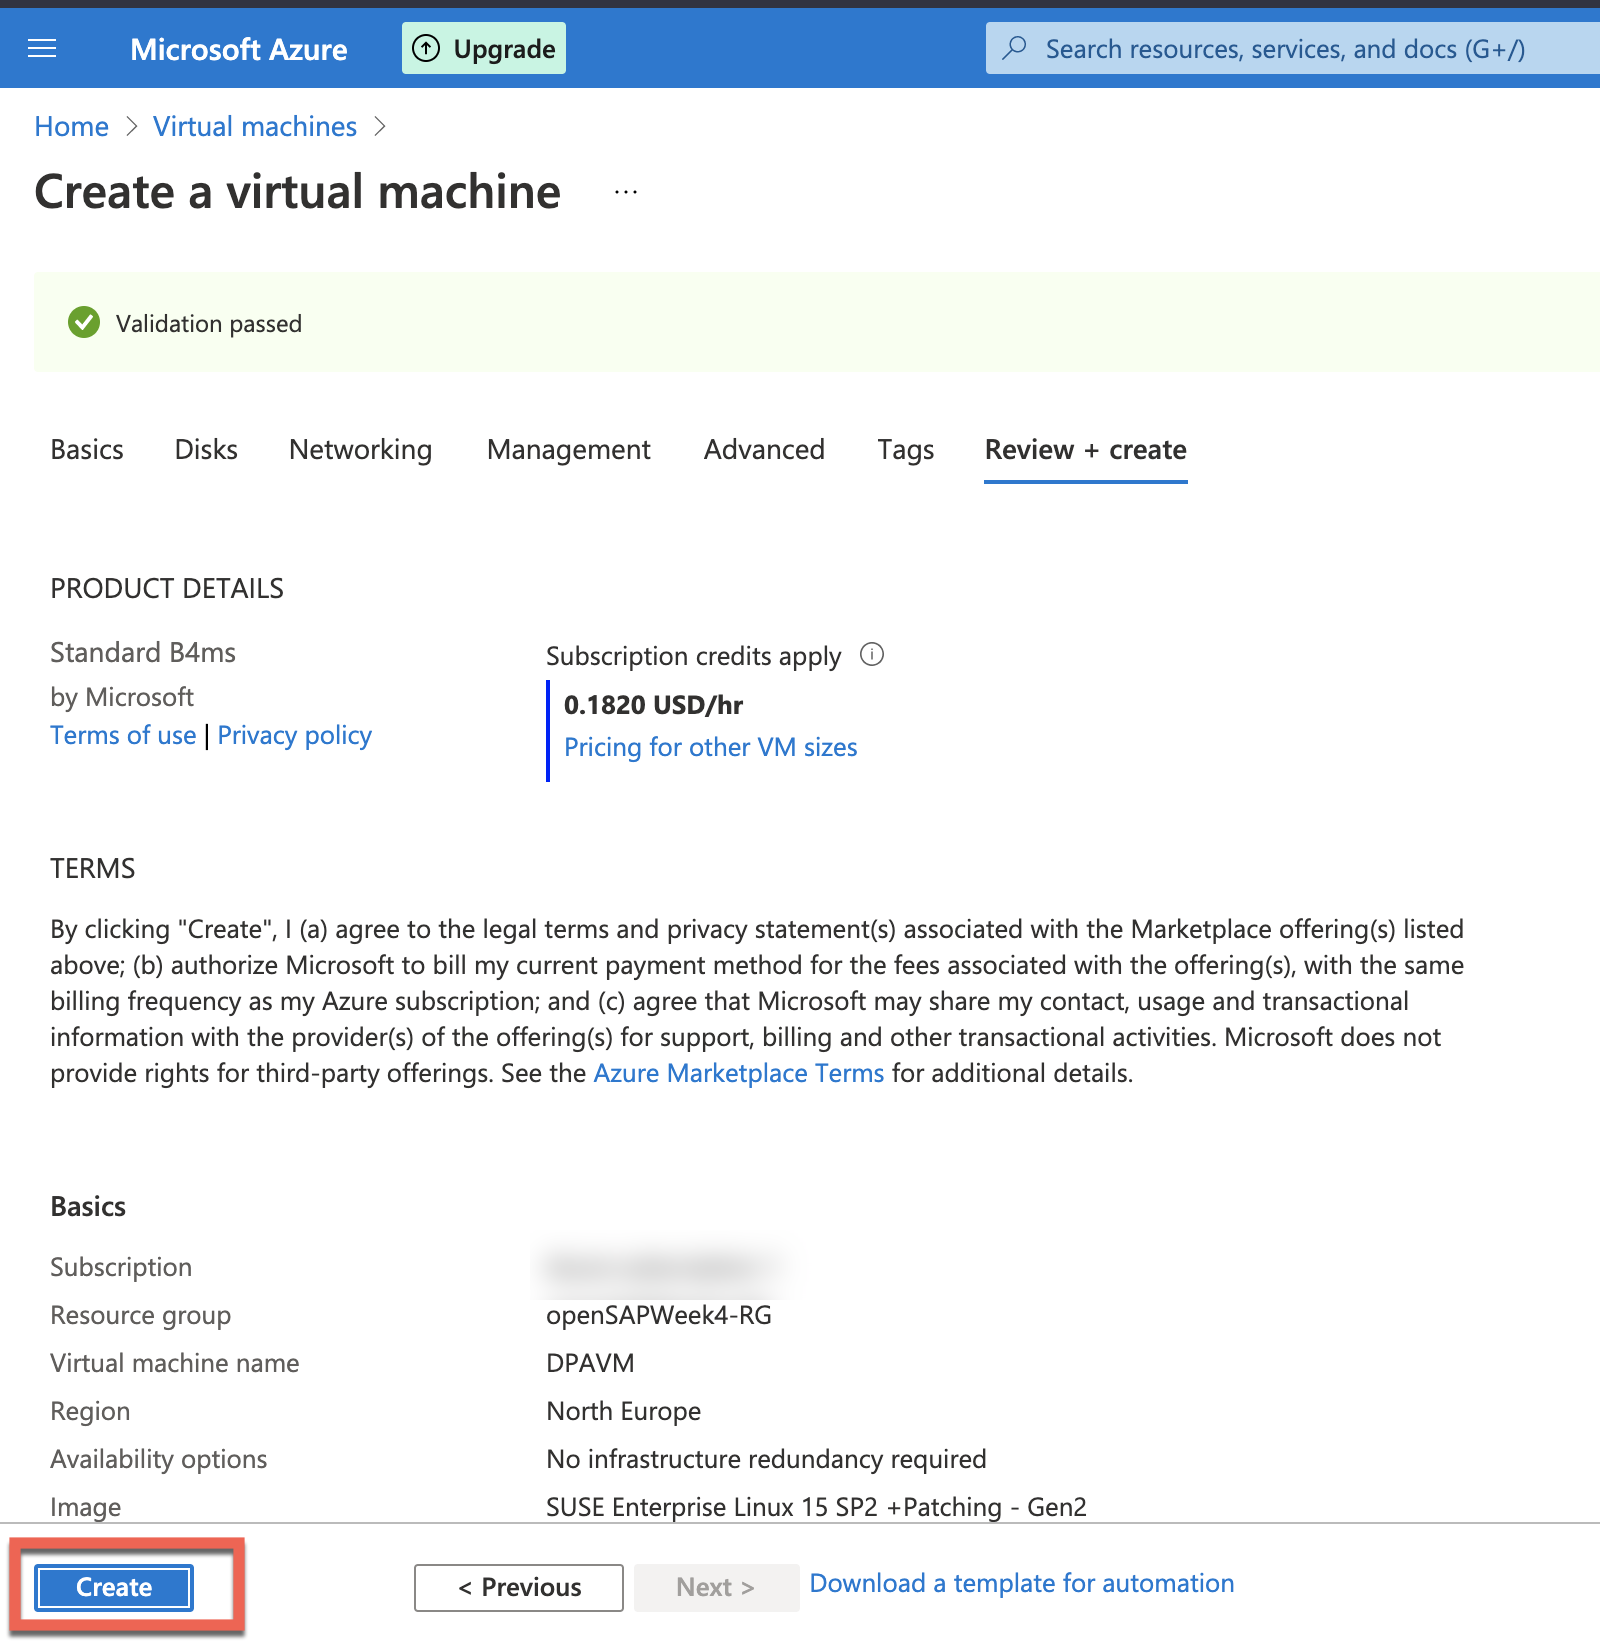 Microsoft Azure
Upgrade
Search resources, services, and docs (G+/)
Home > Virtual machines >
Create a virtual machine ...
Validation passed
Basics Disks Networking Management Advanced Tags Review + create
PRODUCT DETAILS
Standard B4ms
by Microsoft
Terms of use | Privacy policy
Subscription credits apply
0.1820 USD/hr
Pricing for other VM sizes
TERMS
By clicking "Create", I (a) agree to the legal terms and privacy statement(s) associated with the Marketplace offering(s) listed
above; (b) authorize Microsoft to bill my current payment method for the fees associated with the offering(s), with the same
billing frequency as my Azure subscription; and (c) agree that Microsoft may share my contact, usage and transactional
information with the provider(s) of the offering(s) for support, billing and other transactional activities. Microsoft does not
provide rights for third-party offerings. See the Azure Marketplace Terms for additional details.
Basics
Subscription
Resource group openSAPWeek4-RG
Virtual machine name DPAVM
Region North Europe
Availability options No infrastructure redundancy required
Image SUSE Enterprise Linux 15 SP2 +Patching - Gen2
Create
< Previous
Next >
Download a template for automation